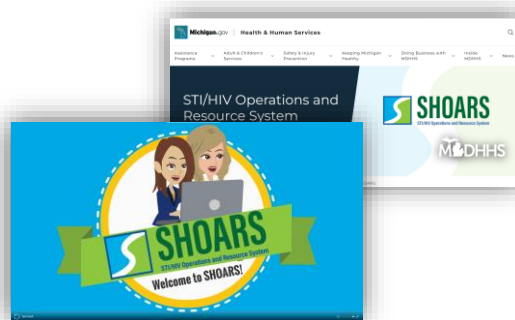 Michigan.gov | Health & Human Services
Assistance Programs
Adult & Children's Services
Safety & Injury Prevention
Keeping Michigan Healthy
Doing Business with MDHHS
Inside MDHHS
News
STI/HIV Operations and
Resource System
SHOARS
STI/HIV Operations and Resource System
MDHHS
SHOARS
STI/HIV Operations and Resource System
Welcome to SHOARS!